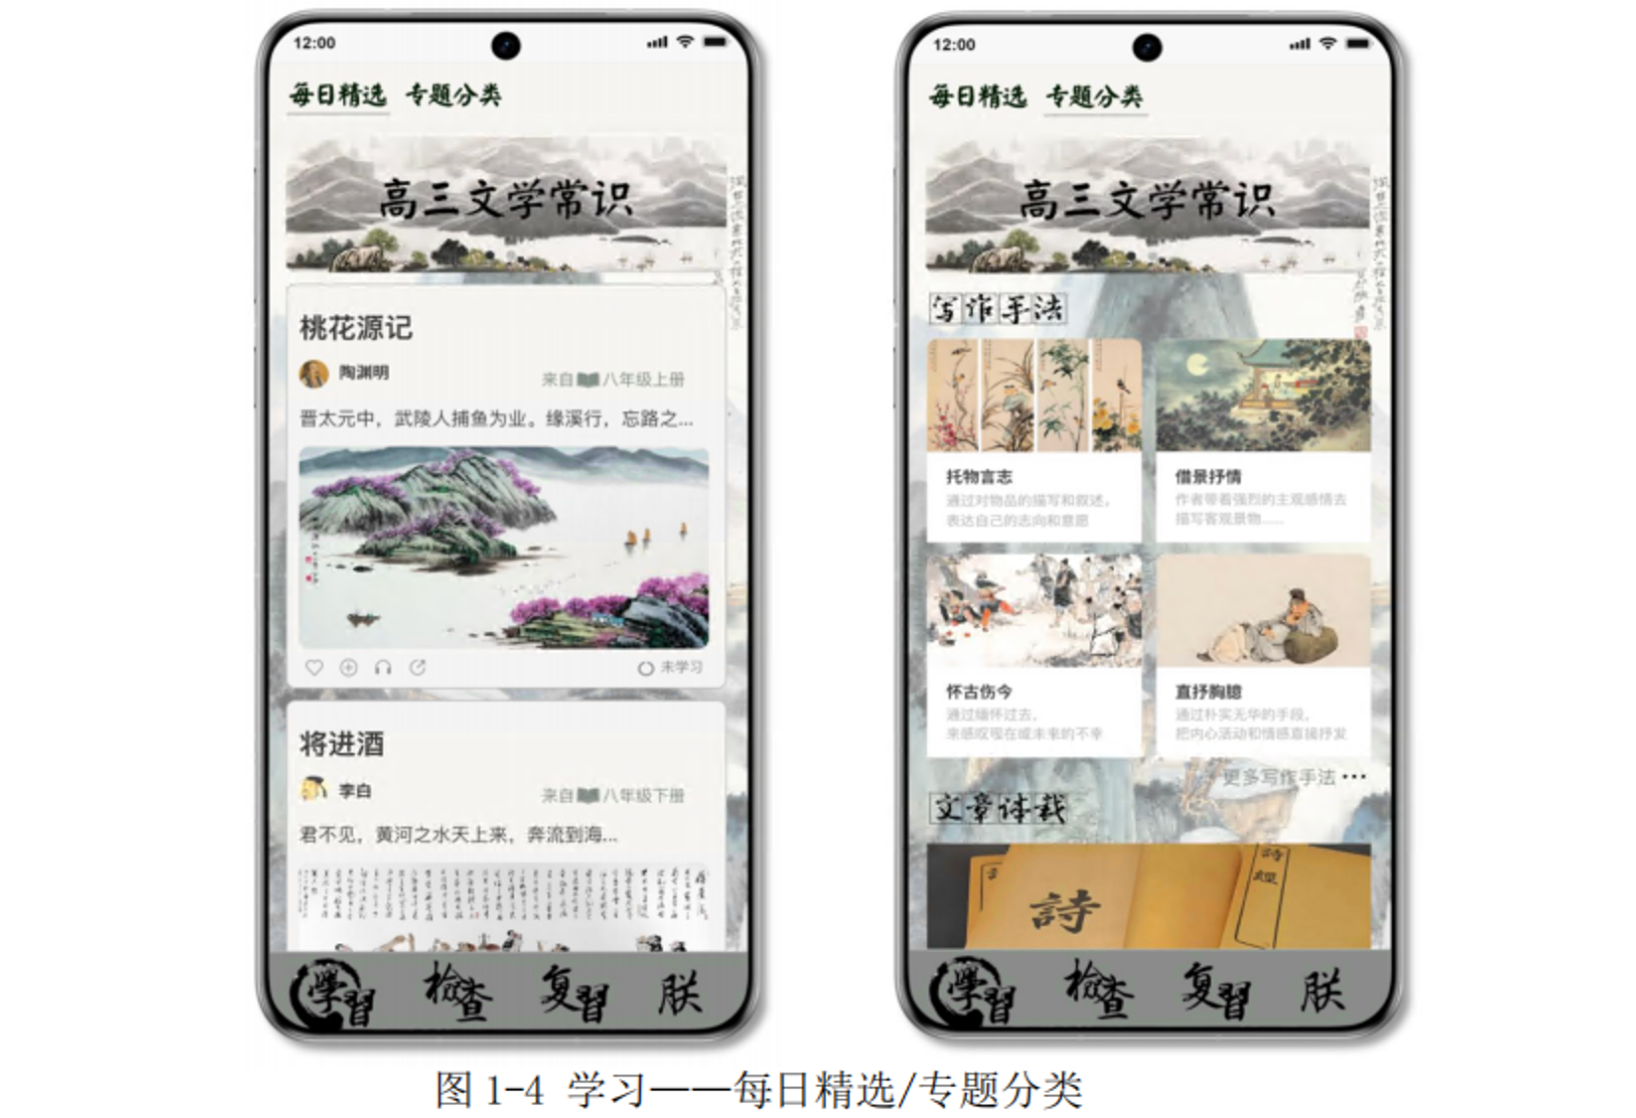 12:00
每日精选 专题分类
高三文学常识
桃花源记
陶渊明
来自 八年级上册
晋太元中，武陵人捕鱼为业。缘溪行，忘路之...
未学习
将进酒
李白
来自 八年级下册
君不见，黄河之水天上来，奔流到海...
學習 檢查 复習 朕
12:00
每日精选 专题分类
高三文学常识
写作手法
托物言志
通过对物品的描写和叙述，
表达自己的志向和意愿
借景抒情
作者带着强烈的主观感情去
描写客观景物......
怀古伤今
通过缅怀过去，
来感叹现在或未来的不幸
直抒胸臆
通过朴实无华的手段，
把内心活动和情感直接抒发
更多写作手法
文章体裁
詩
詩經
學習 檢查 复習 朕
图 1-4 学习——每日精选/专题分类